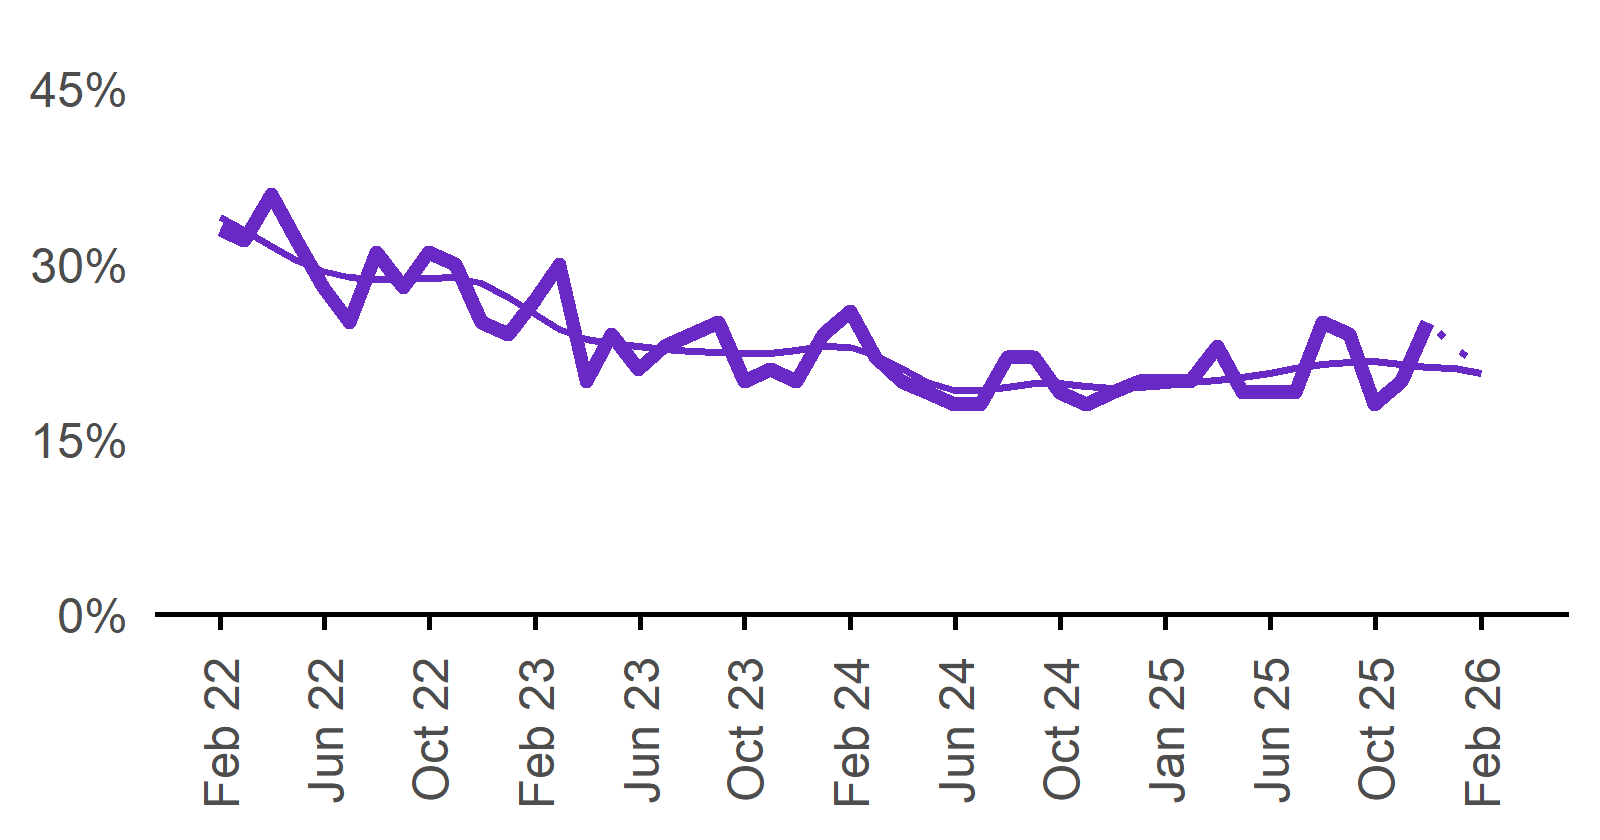 45%
30%
15%
0%
Feb 22
Jun 22
Oct 22
Feb 23
Jun 23
Oct 23
Feb 24
Jun 24
Oct 24
Jan 25
Jun 25
Oct 25
Feb 26